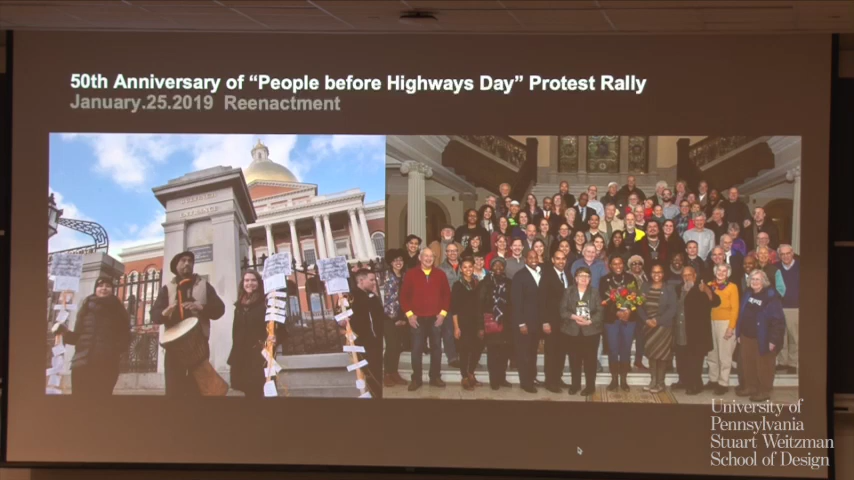 50th Anniversary of “People before Highways Day” Protest Rally
January.25.2019 Reenactment
University of
Pennsylvania
Stuart Weitzman
School of Design